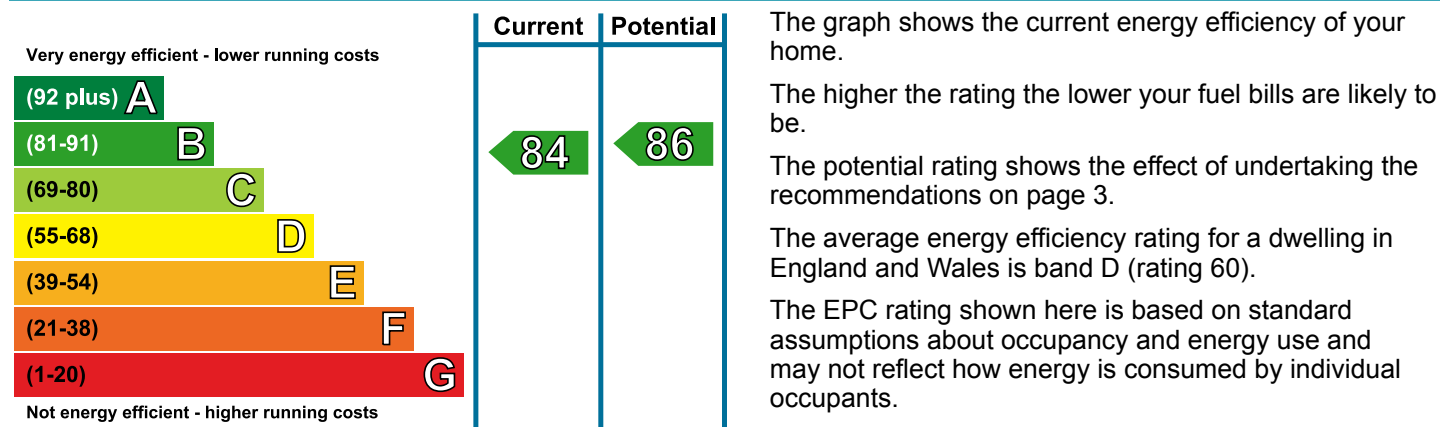 Current Potential
Very energy efficient - lower running costs
(92 plus) A
(81-91) B
84
86
(69-80) C
(55-68) D
(39-54) E
(21-38) F
(1-20) G
Not energy efficient - higher running costs
The graph shows the current energy efficiency of your
home.
The higher the rating the lower your fuel bills are likely to
be.
The potential rating shows the effect of undertaking the
recommendations on page 3.
The average energy efficiency rating for a dwelling in
England and Wales is band D (rating 60).
The EPC rating shown here is based on standard
assumptions about occupancy and energy use and
may not reflect how energy is consumed by individual
occupants.